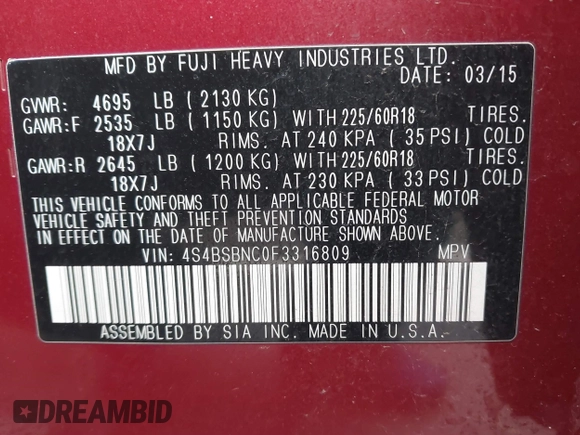 MFD BY FUJI HEAVY INDUSTRIES LTD.
DATE: 03/15
GVWR: 4695 LB ( 2130 KG)
GAWR:F 2535 LB ( 1150 KG) WITH 225/60R18 TIRES.
18X7J RIMS. AT 240 KPA ( 35 PSI) COLD
GAWR:R 2645 LB ( 1200 KG) WITH 225/60R18 TIRES.
18X7J RIMS. AT 230 KPA ( 33 PSI) COLD
THIS VEHICLE CONFORMS TO ALL APPLICABLE FEDERAL MOTOR
VEHICLE SAFETY AND THEFT PREVENTION STANDARDS
IN EFFECT ON THE DATE OF MANUFACTURE SHOWN ABOVE.
VIN: 4S4BSBNC0F3316809 MPV
ASSEMBLED BY SIA INC. MADE IN U.S.A.
DREAMBID